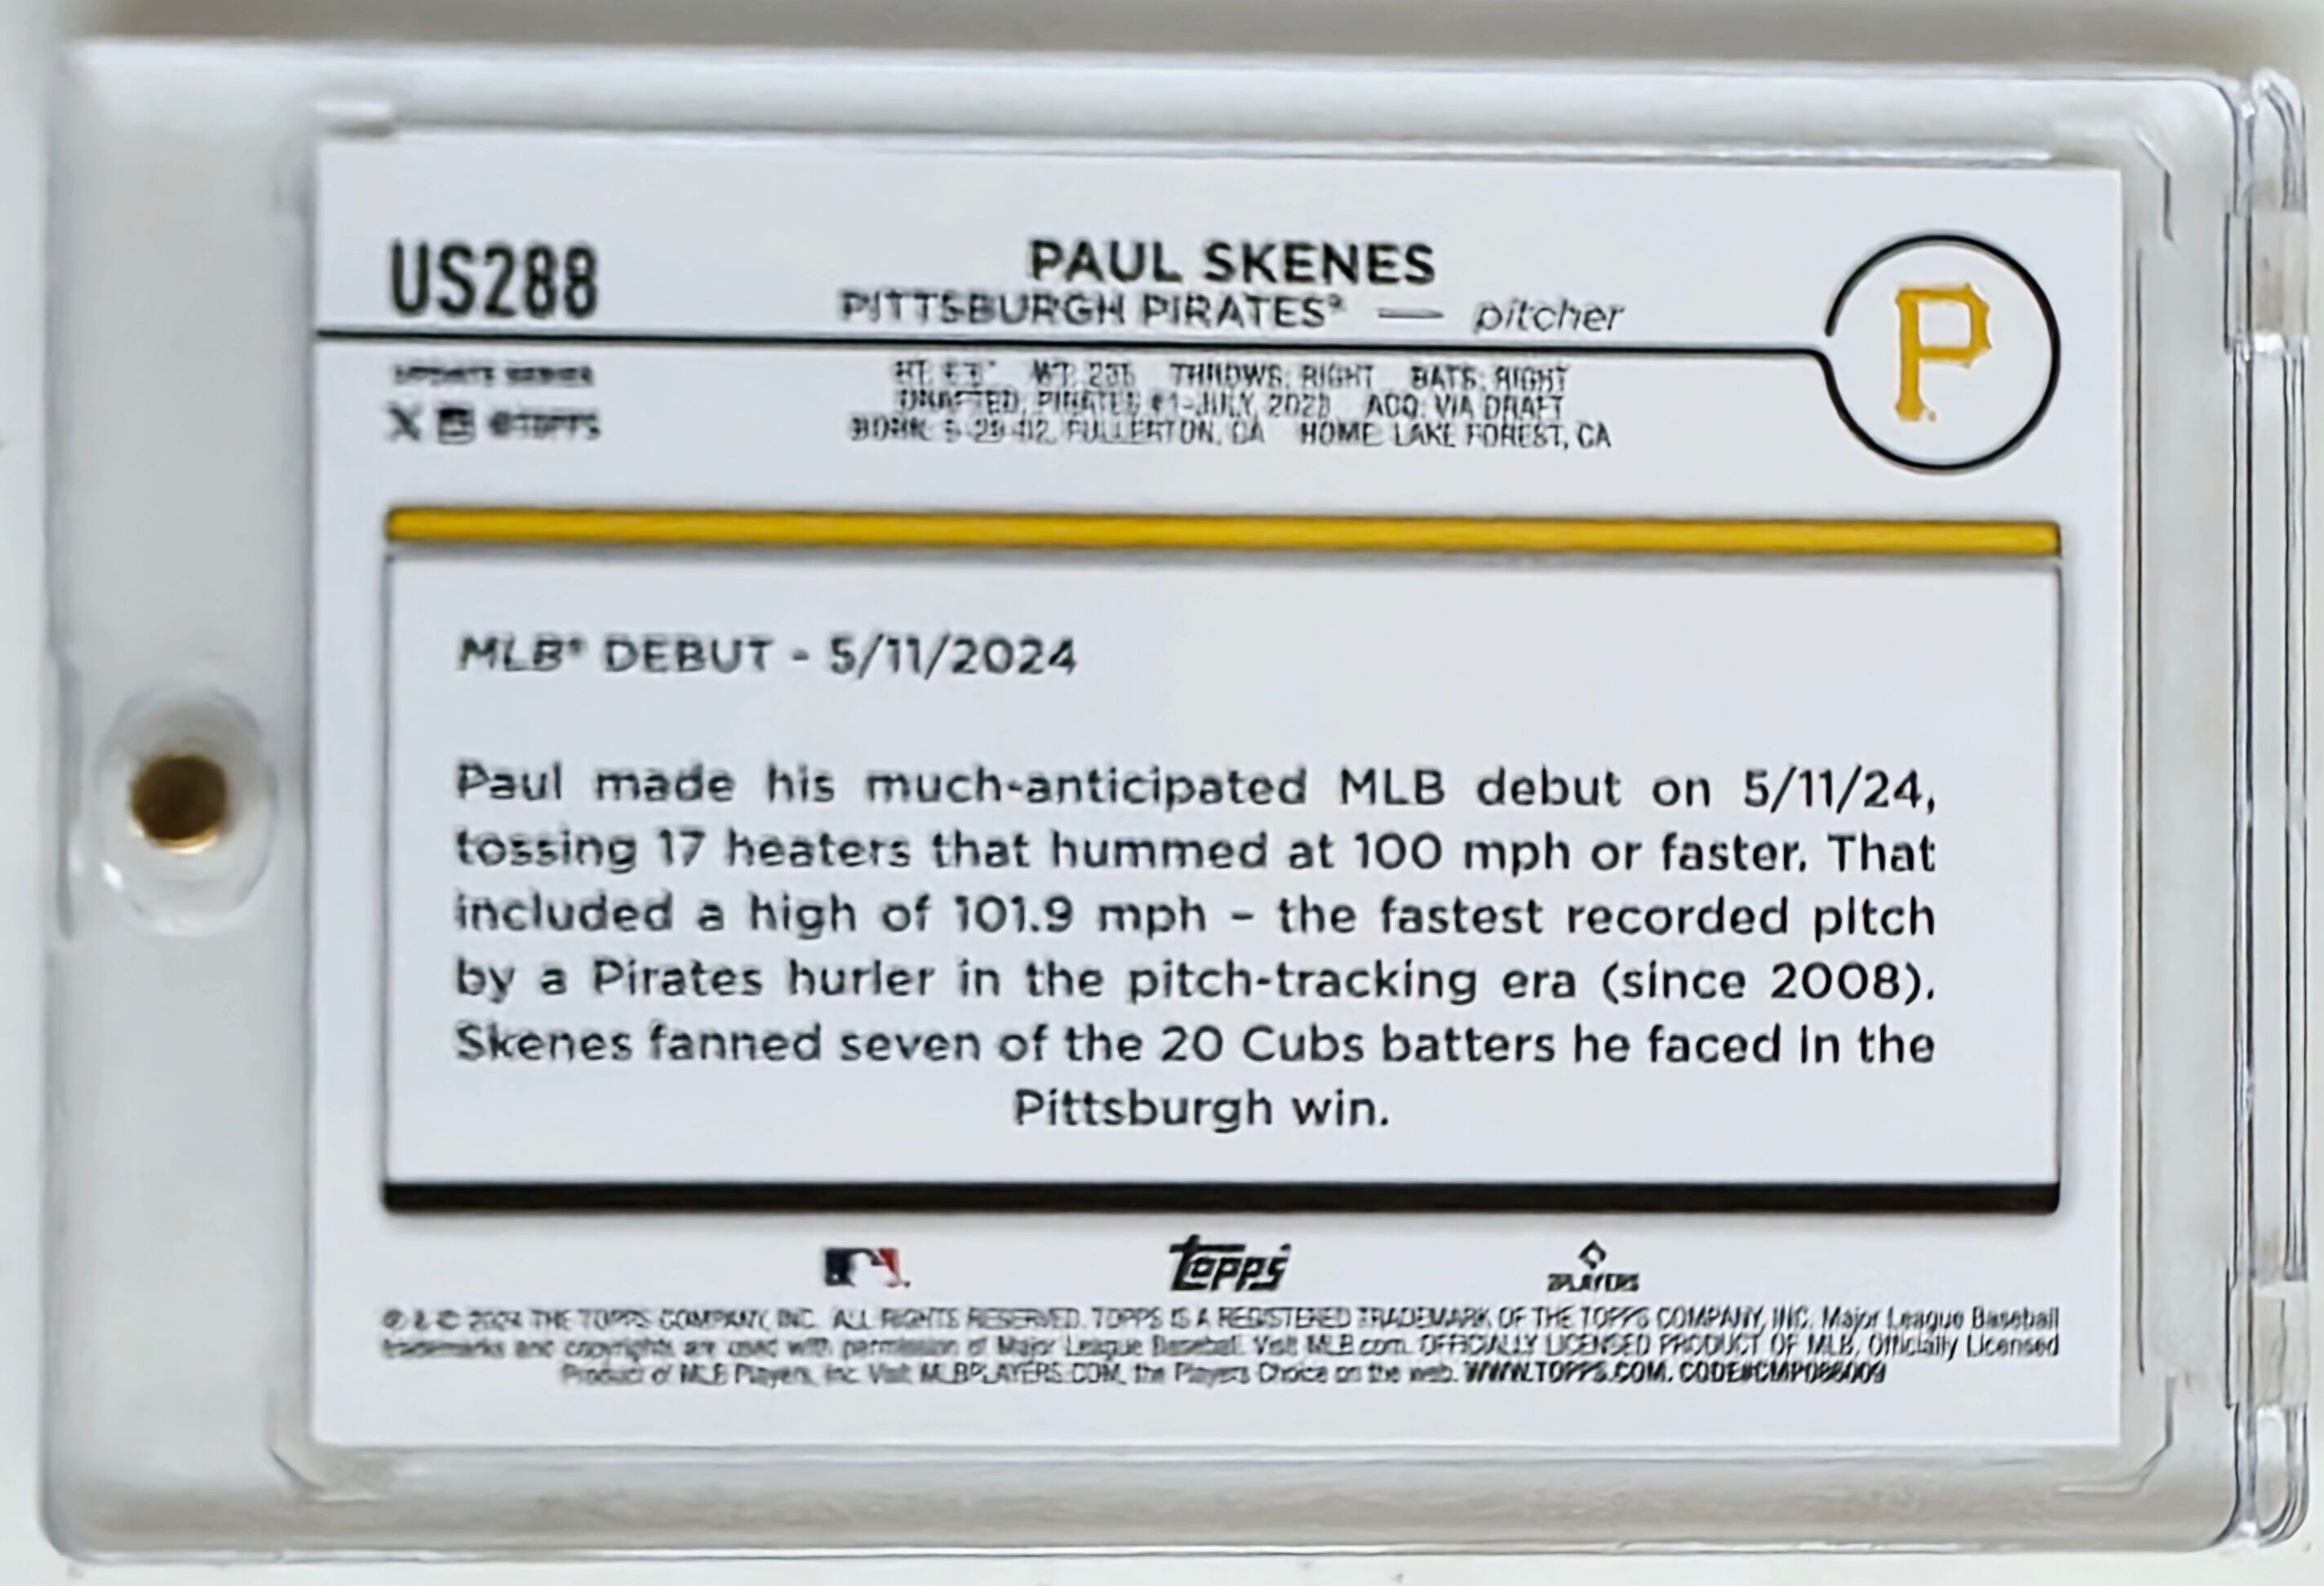 US288
PAUL SKENES
PITTSBURGH PIRATES® — pitcher
P
UPDATE SERIES
@TOPPS
THROWS: RIGHT BATS: RIGHT
ACQ: VIA DRAFT
FULLERTON, CA HOME: LAKE FOREST, CA
MLB® DEBUT - 5/11/2024
Paul made his much-anticipated MLB debut on 5/11/24,
tossing 17 heaters that hummed at 100 mph or faster. That
included a high of 101.9 mph – the fastest recorded pitch
by a Pirates hurler in the pitch-tracking era (since 2008).
Skenes fanned seven of the 20 Cubs batters he faced in the
Pittsburgh win.
topps
PLAYERS
2024 THE TOPPS COMPANY, INC. ALL RIGHTS RESERVED. TOPPS IS A REGISTERED TRADEMARK OF THE TOPPS COMPANY, INC. Major League Baseball
trademarks and copyrights are used with permission of Major League Baseball. Visit MLB.com. OFFICIALLY LICENSED PRODUCT OF MLB, Officially Licensed
Product of MLB Players, Inc. Visit MLBPLAYERS.COM, the Players Choice on the web. WWW.TOPPS.COM.